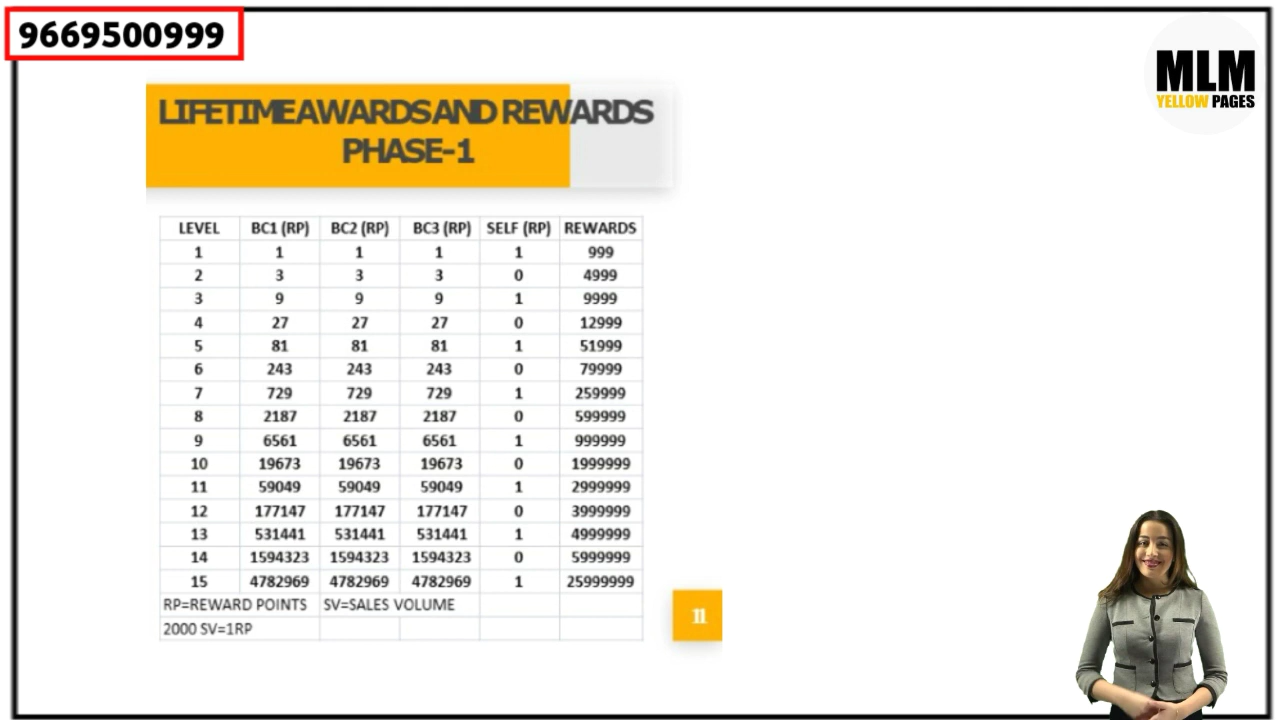 9669500999
MLM
YELLOW PAGES
LIFETIME AWARDS AND REWARDS
PHASE-1
LEVEL BC1 (RP) BC2 (RP) BC3 (RP) SELF (RP) REWARDS
1 1 1 1 1 999
2 3 3 3 0 4999
3 9 9 9 1 9999
4 27 27 27 0 12999
5 81 81 81 1 51999
6 243 243 243 0 79999
7 729 729 729 1 259999
8 2187 2187 2187 0 599999
9 6561 6561 6561 1 999999
10 19673 19673 19673 0 1999999
11 59049 59049 59049 1 2999999
12 177147 177147 177147 0 3999999
13 531441 531441 531441 1 4999999
14 1594323 1594323 1594323 0 5999999
15 4782969 4782969 4782969 1 25999999
RP=REWARD POINTS SV=SALES VOLUME
2000 SV=1RP
11